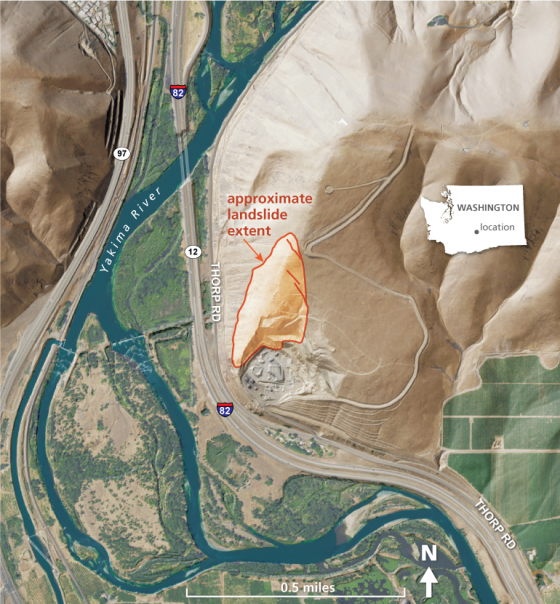 82
97
Yakima River
approximate
landslide
extent
WASHINGTON
location
12
THORP RD
82
THORP RD
N
0.5 miles